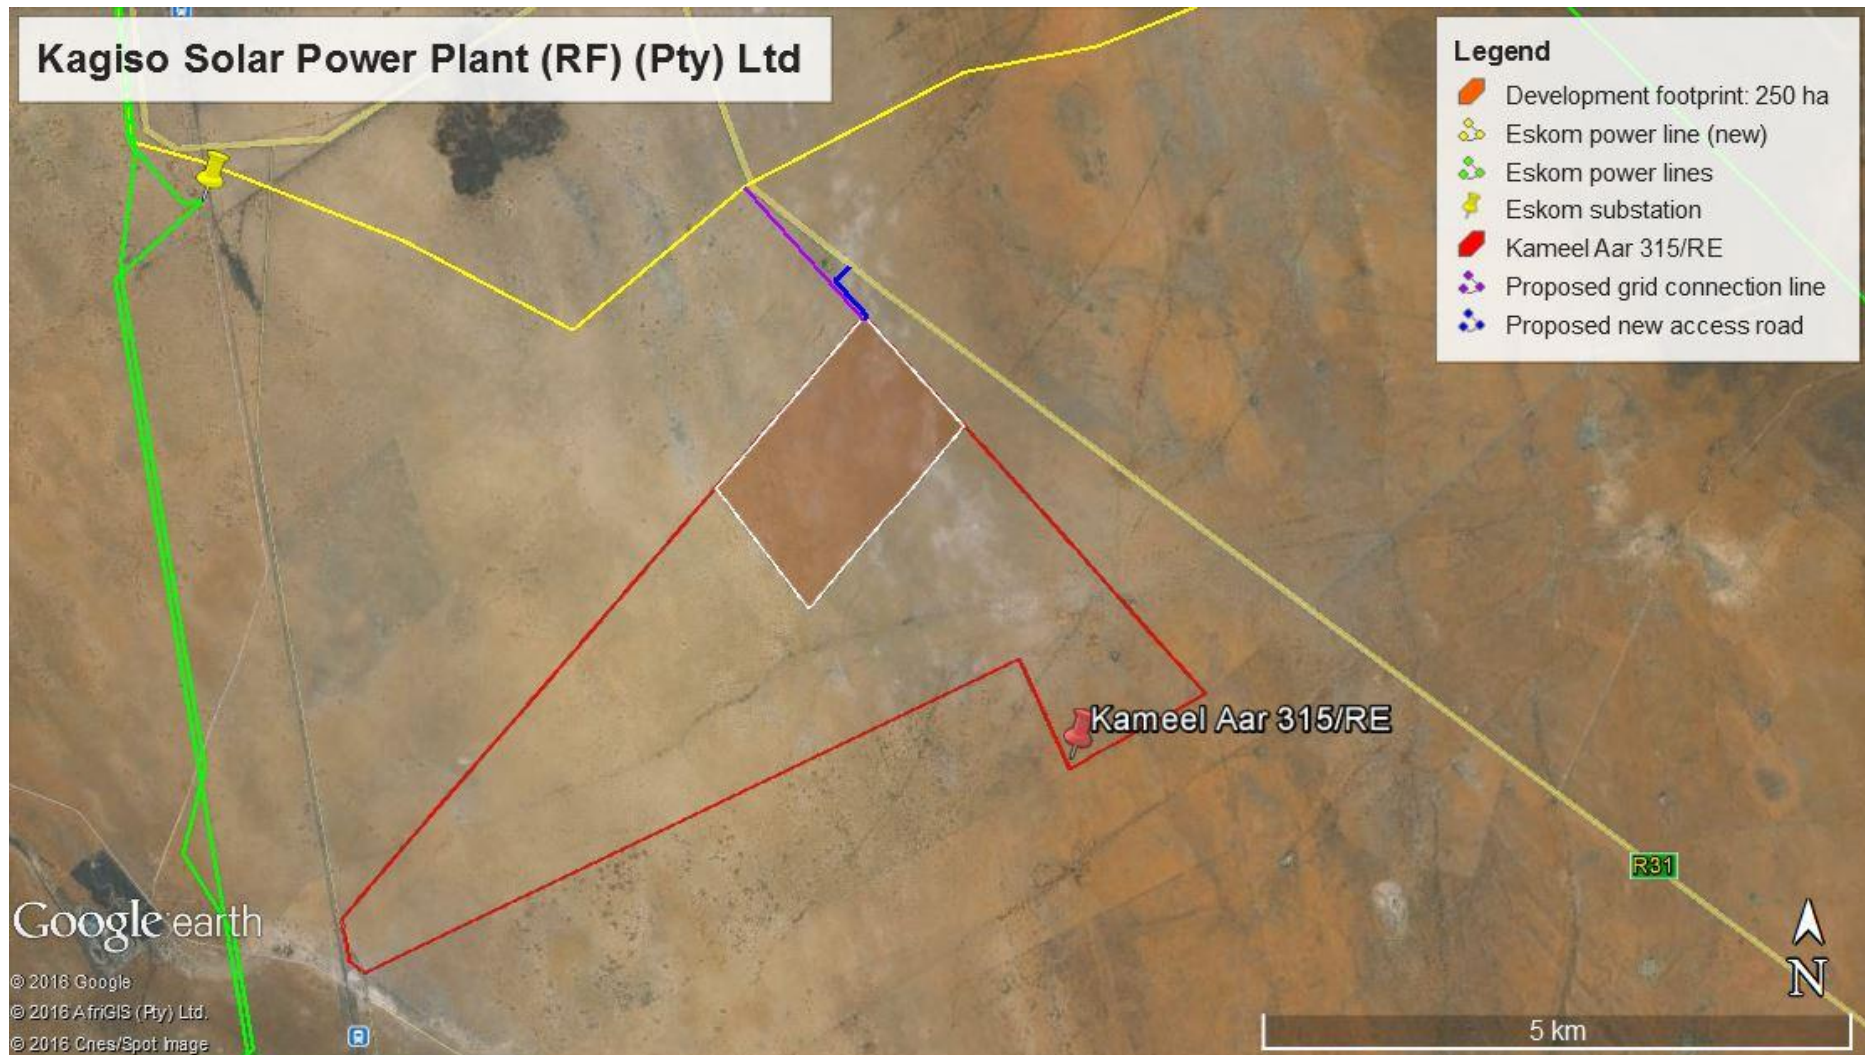 Kagiso Solar Power Plant (RF) (Pty) Ltd
Legend
Development footprint: 250 ha
Eskom power line (new)
Eskom power lines
Eskom substation
Kameel Aar 315/RE
Proposed grid connection line
Proposed new access road
Kameel Aar 315/RE
R31
Google earth
© 2016 Google
© 2016 AfriGIS (Pty) Ltd.
© 2016 Cnes/Spot Image
N
5 km